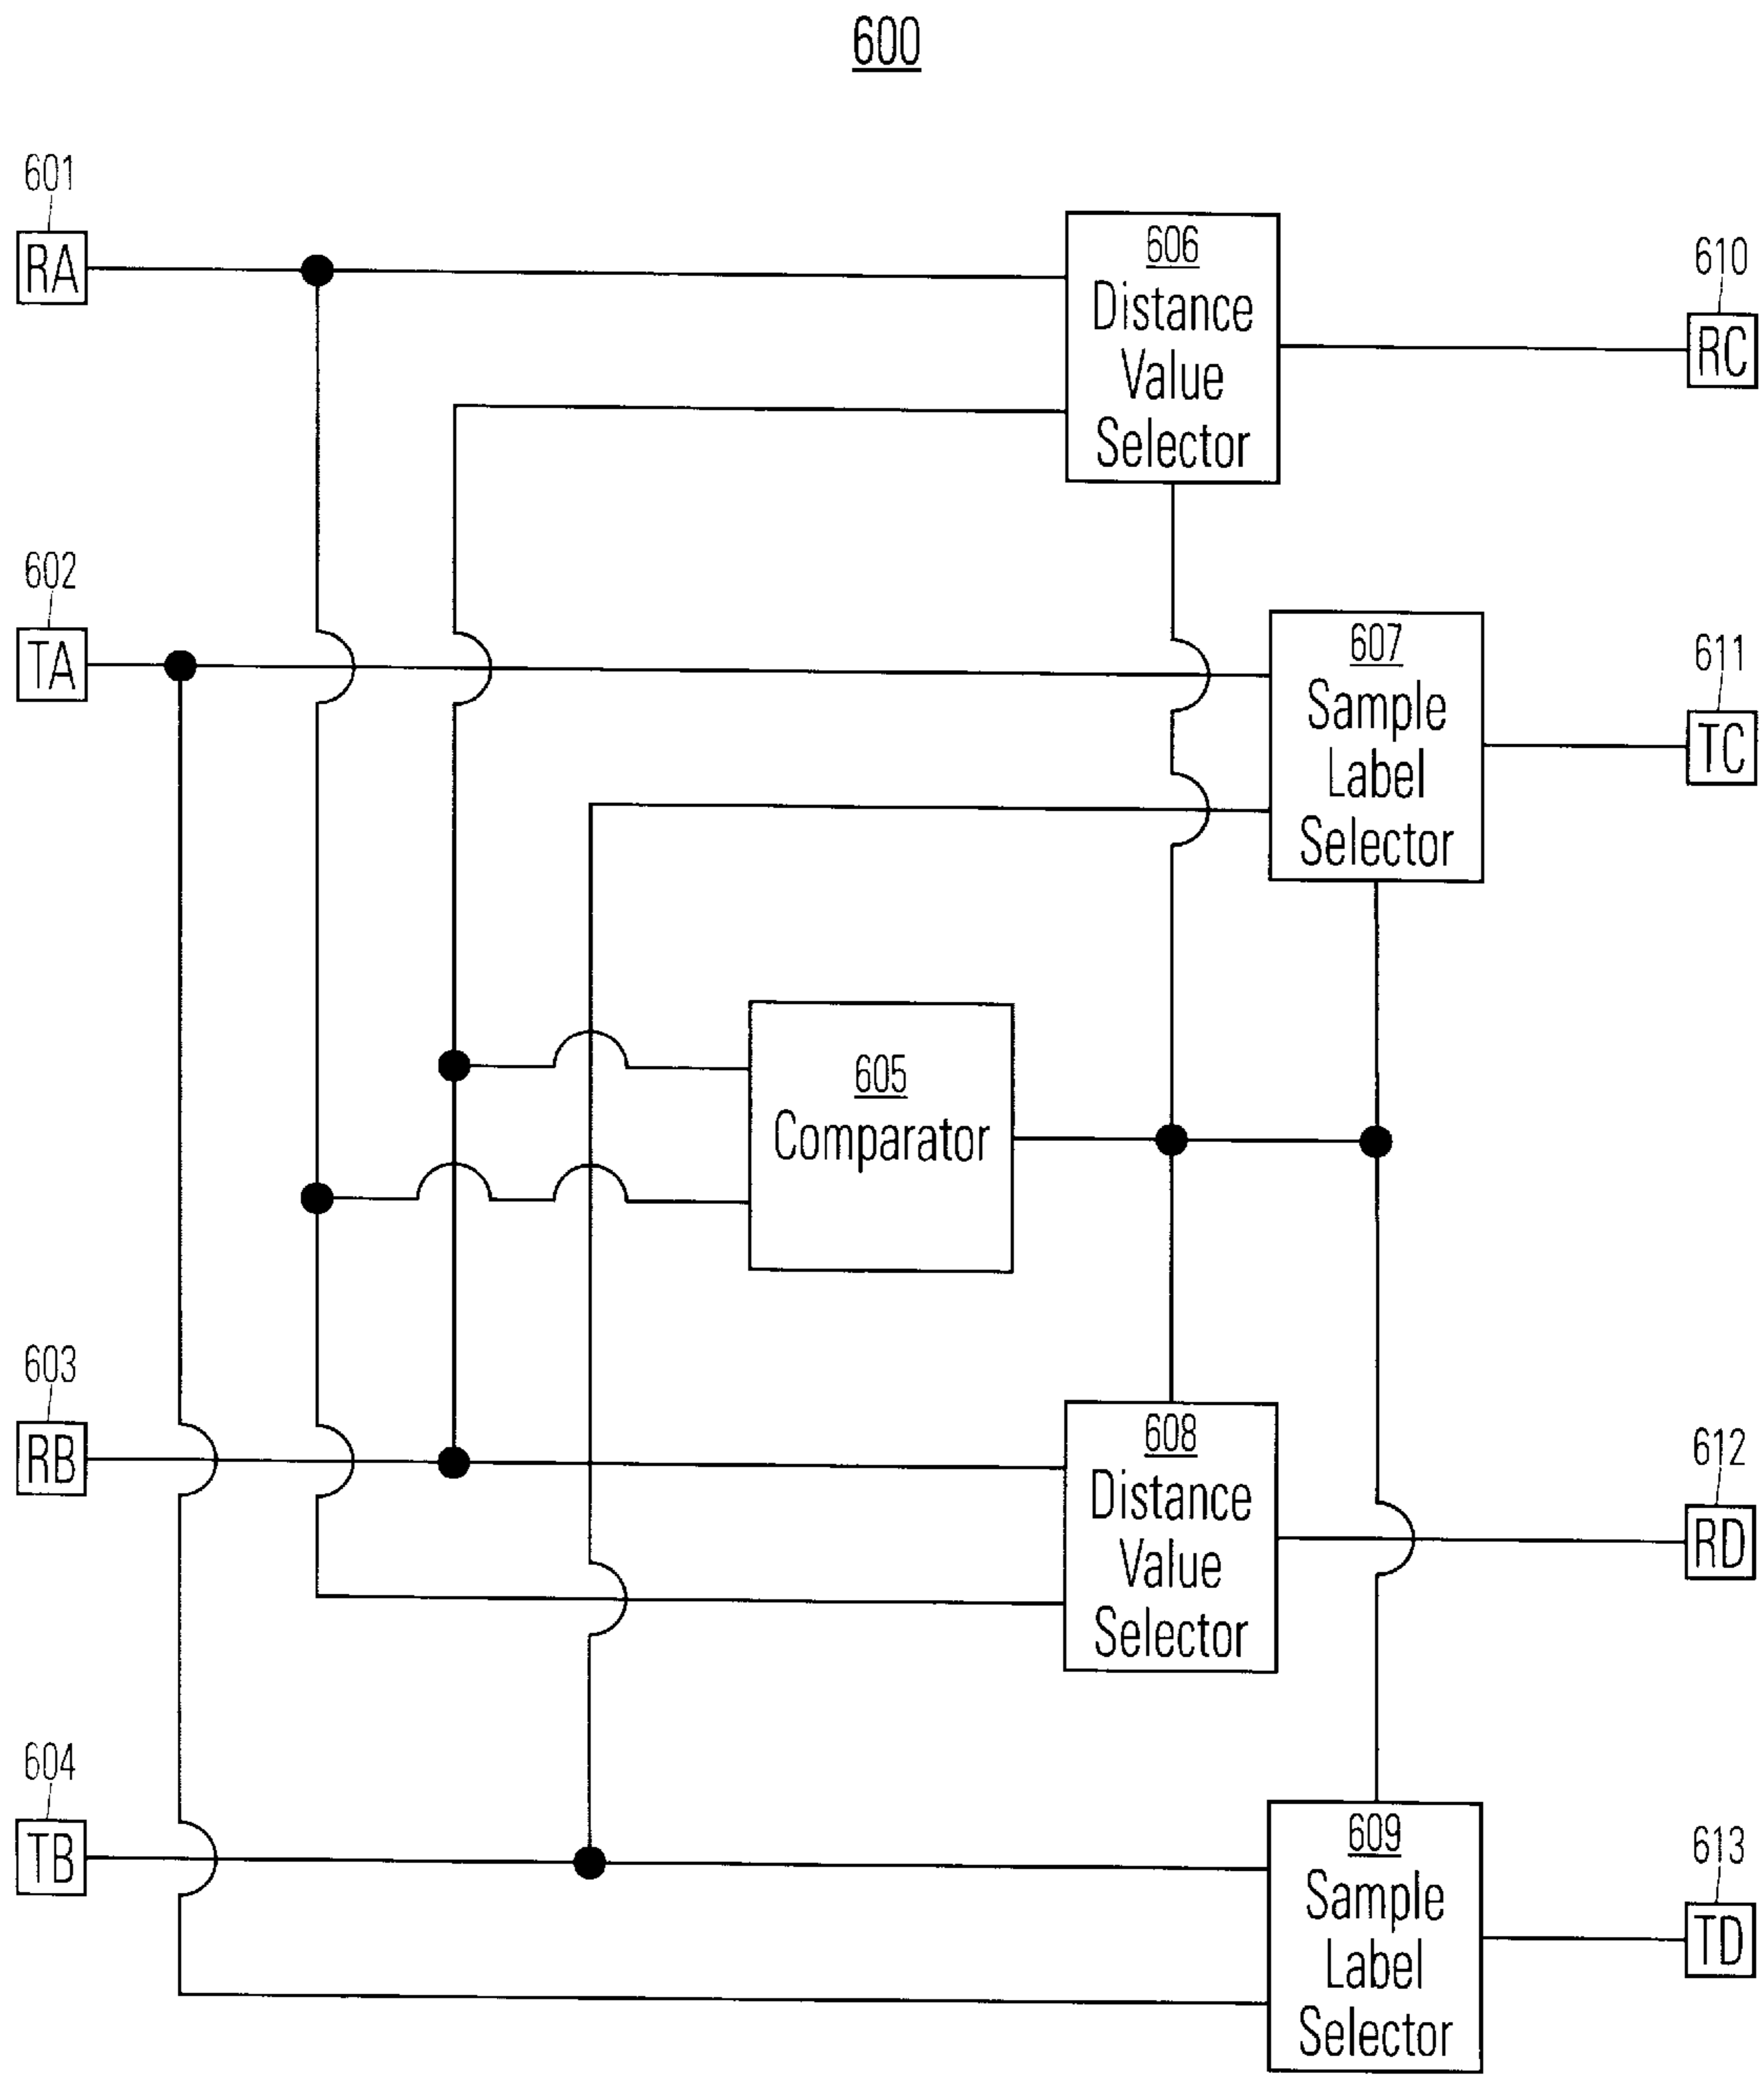 600
601
RA
606
Distance
Value
Selector
610
RC
602
TA
607
Sample
Label
Selector
611
TC
605
Comparator
603
RB
608
Distance
Value
Selector
612
RD
604
TB
609
Sample
Label
Selector
613
TD